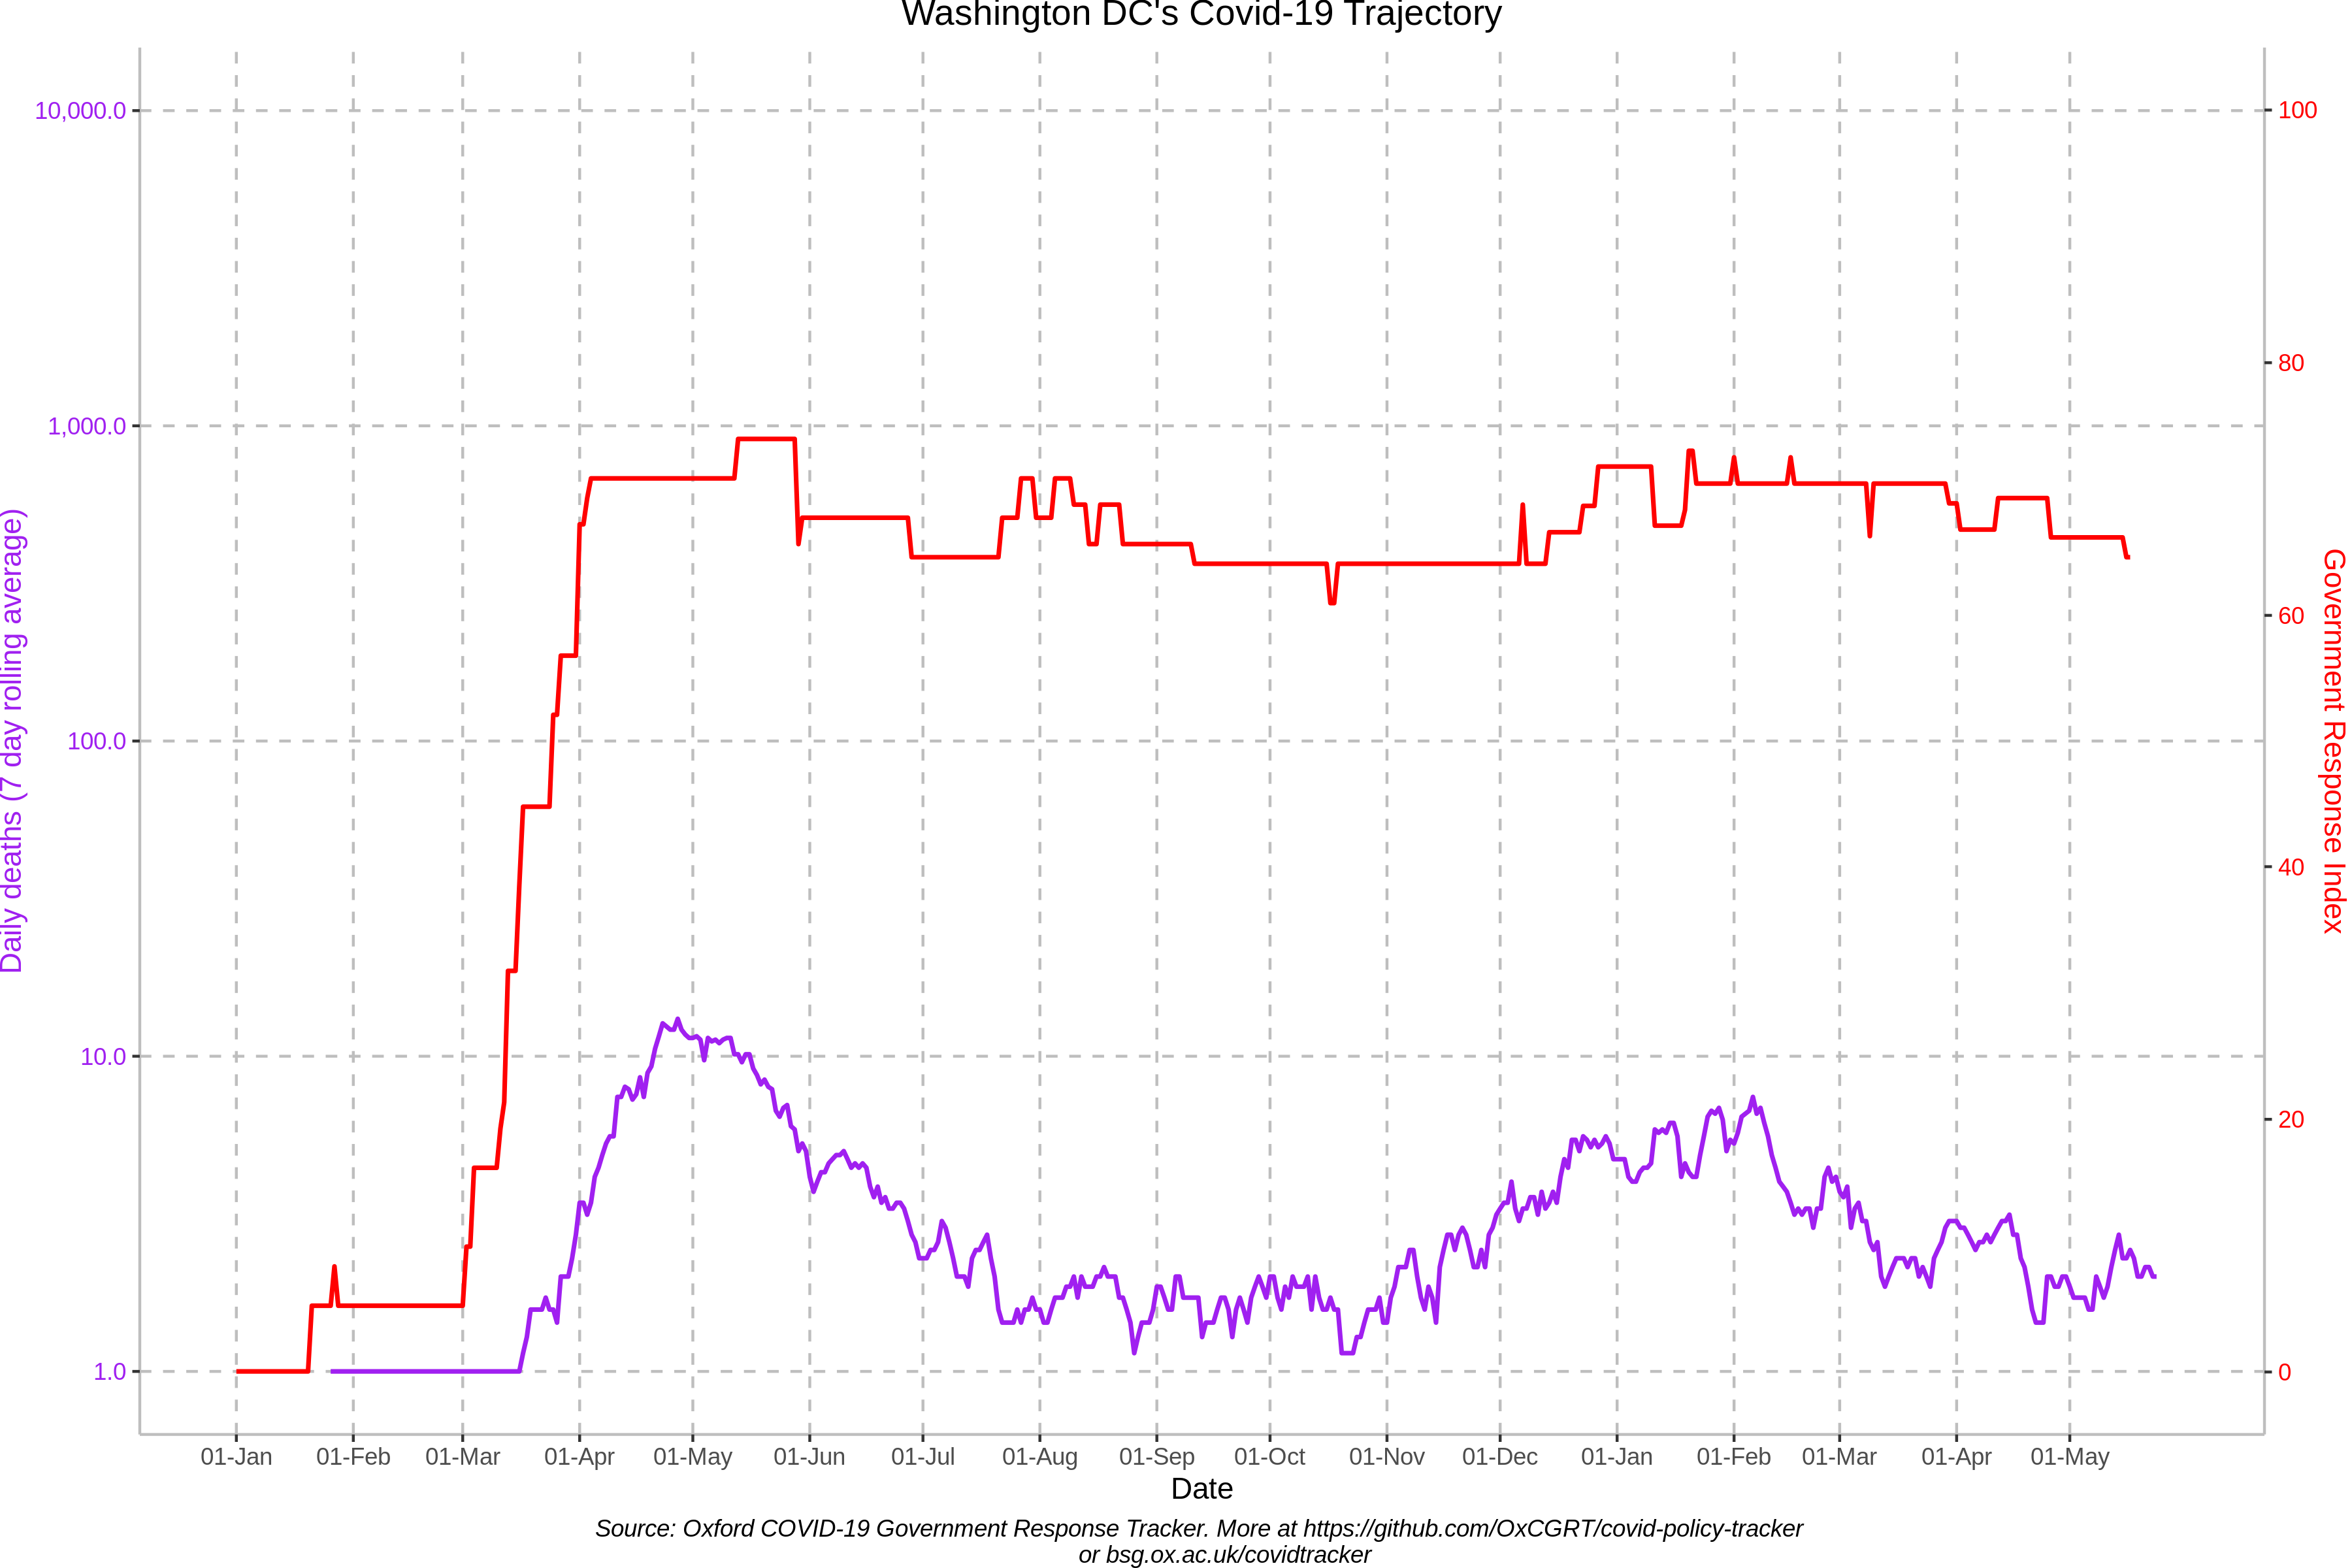 Washington DC's Covid-19 Trajectory
Daily deaths (7 day rolling average)
10,000.0
1,000.0
100.0
10.0
1.0
100
80
60
40
20
0
Government Response Index
01-Jan 01-Feb 01-Mar 01-Apr 01-May 01-Jun 01-Jul 01-Aug 01-Sep 01-Oct 01-Nov 01-Dec 01-Jan 01-Feb 01-Mar 01-Apr 01-May
Date
Source: Oxford COVID-19 Government Response Tracker. More at https://github.com/OxCGRT/covid-policy-tracker
or bsg.ox.ac.uk/covidtracker